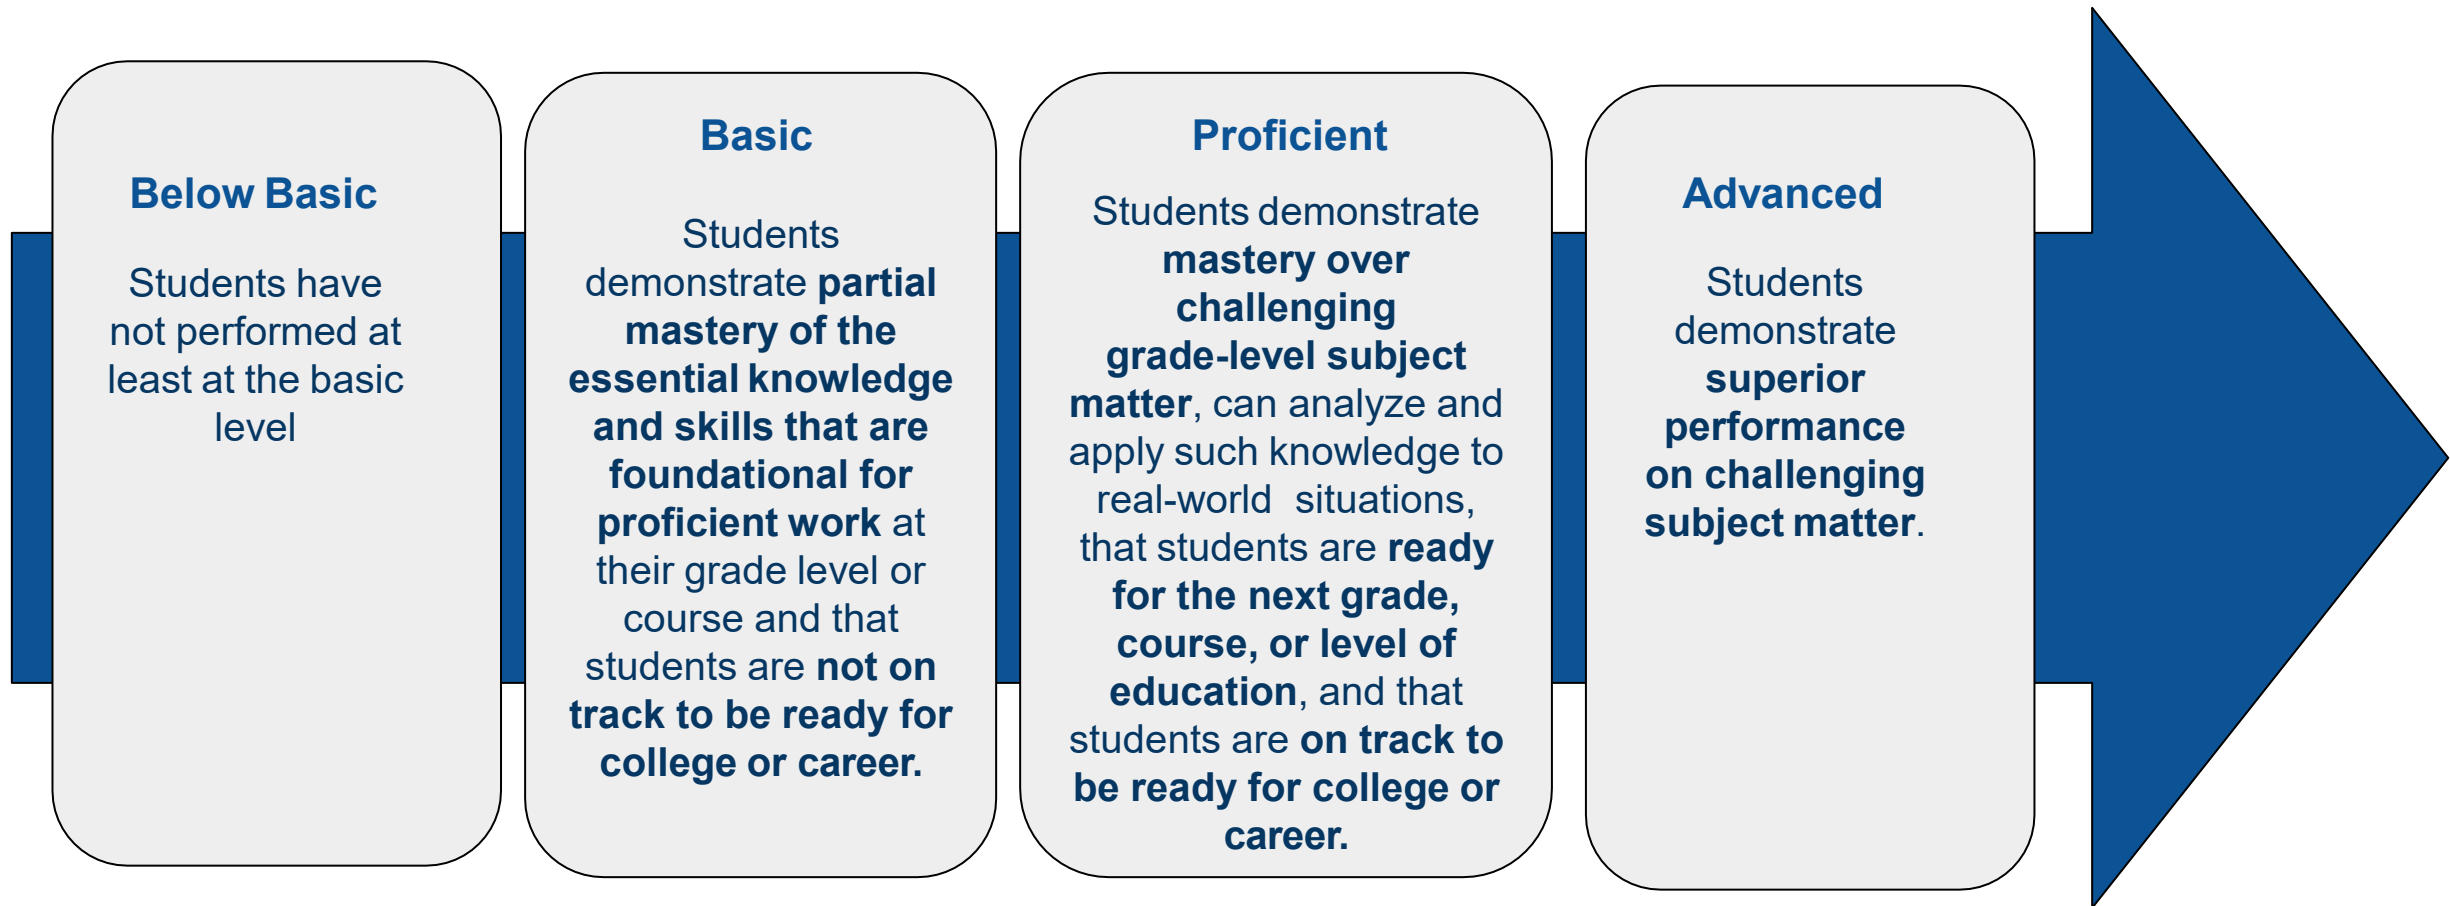 Below Basic
Students have
not performed at
least at the basic
level
Basic
Students
demonstrate partial
mastery of the
essential knowledge
and skills that are
foundational for
proficient work at
their grade level or
course and that
students are not on
track to be ready for
college or career.
Proficient
Students demonstrate
mastery over
challenging
grade-level subject
matter, can analyze and
apply such knowledge to
real-world situations,
that students are ready
for the next grade,
course, or level of
education, and that
students are on track to
be ready for college or
career.
Advanced
Students
demonstrate
superior
performance
on challenging
subject matter.